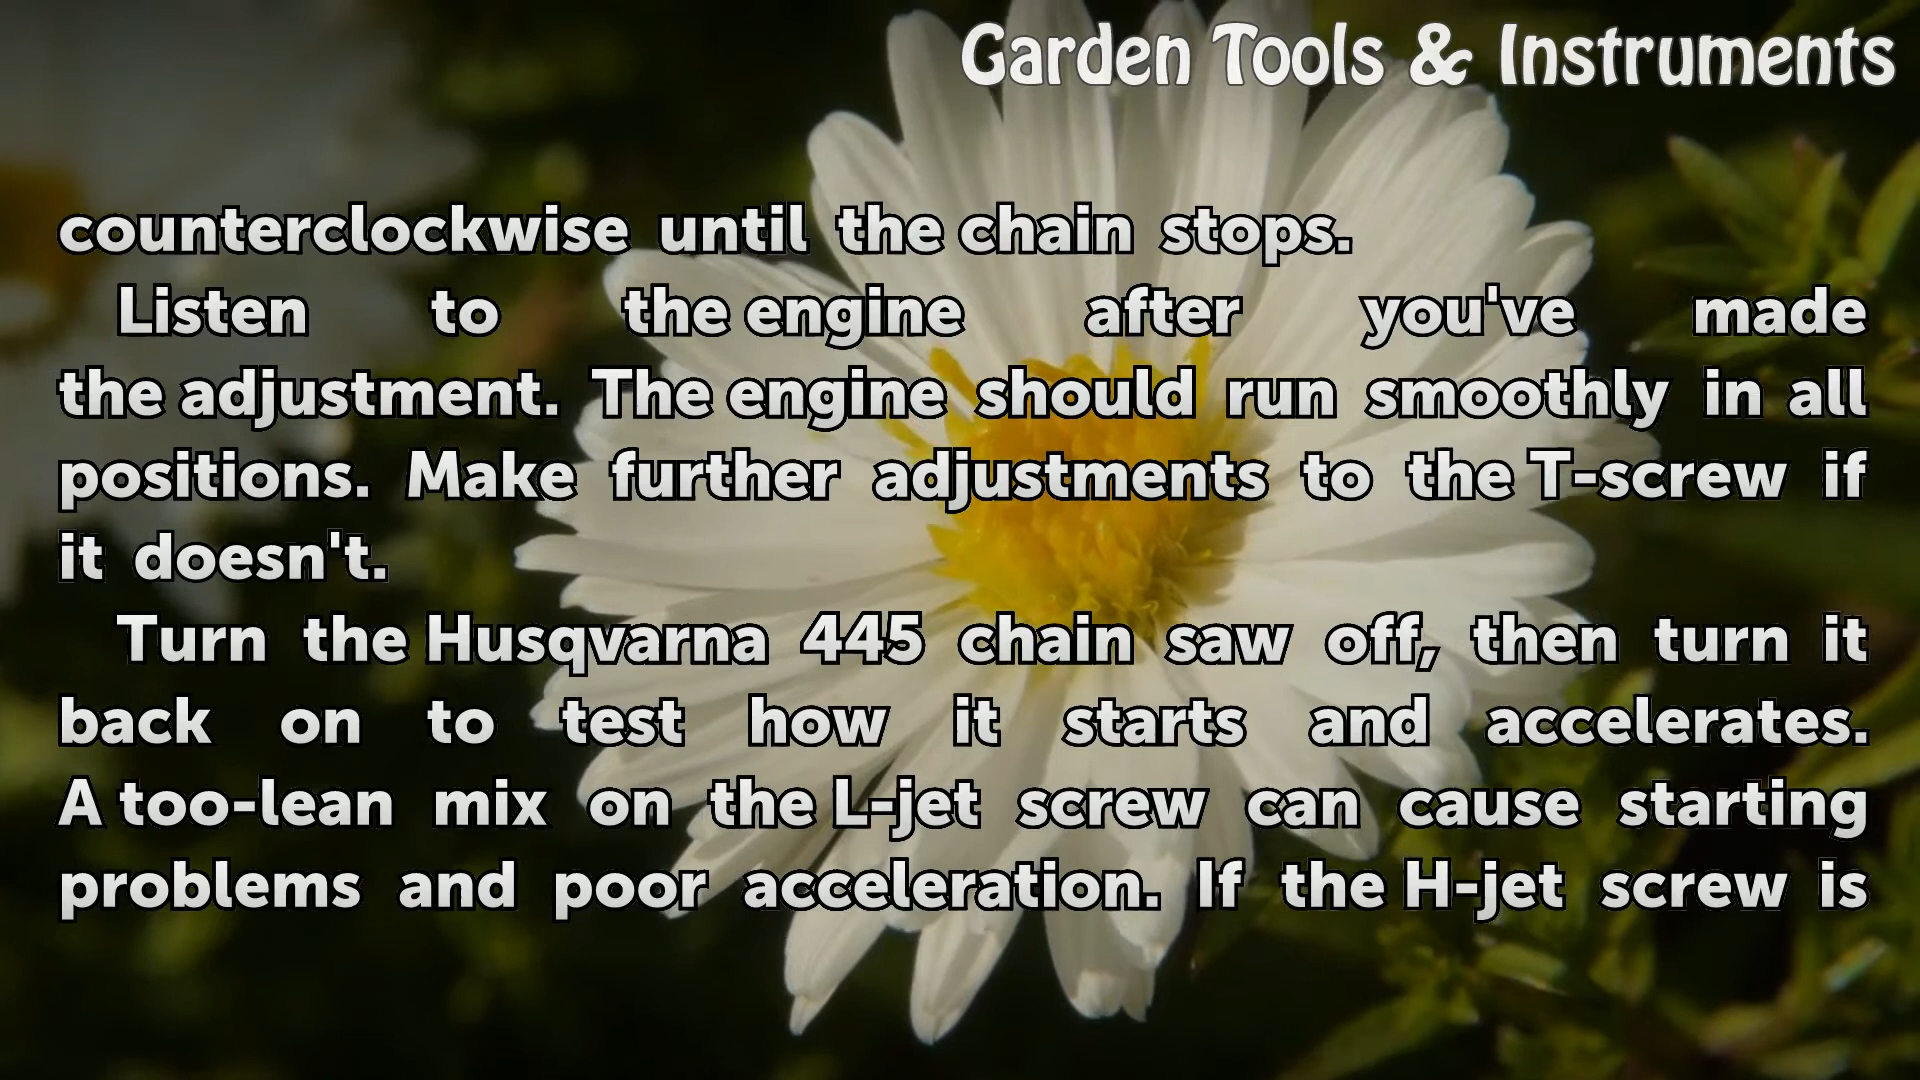 Garden Tools & Instruments
counterclockwise until the chain stops.
Listen to the engine after you've made
the adjustment. The engine should run smoothly in all
positions. Make further adjustments to the T-screw if
it doesn't.
Turn the Husqvarna 445 chain saw off, then turn it
back on to test how it starts and accelerates.
A too-lean mix on the L-jet screw can cause starting
problems and poor acceleration. If the H-jet screw is